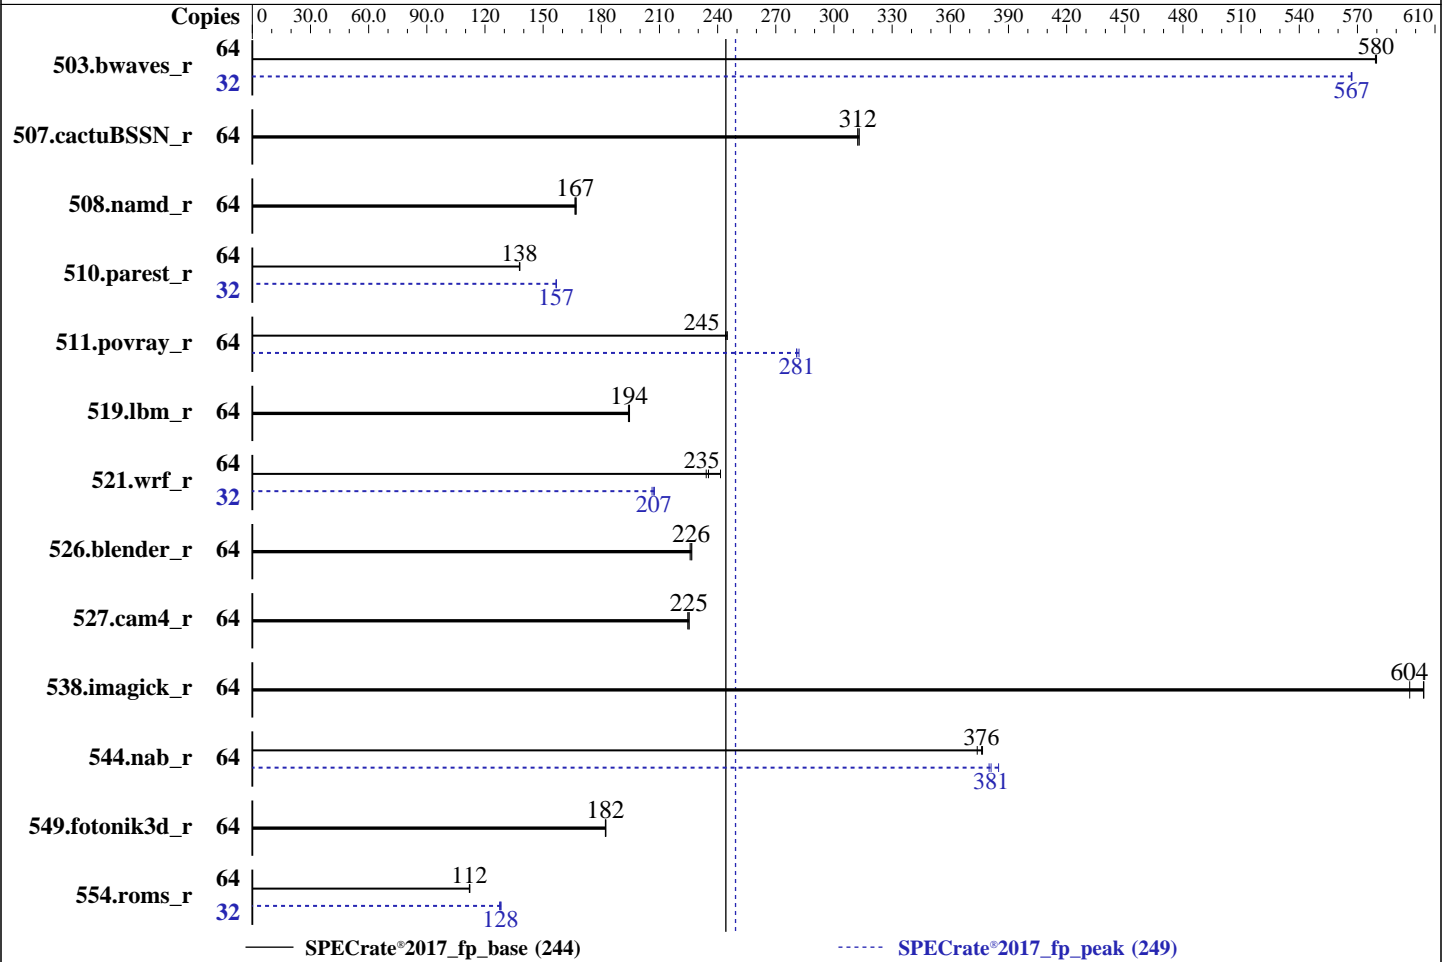 Copies 0 30.0 60.0 90.0 120 150 180 210 240 270 300 330 360 390 420 450 480 510 540 570 610
503.bwaves_r 64 580
32 567
507.cactuBSSN_r 64 312
508.namd_r 64 167
510.parest_r 64 138
32 157
511.povray_r 64 245
281
519.lbm_r 64 194
521.wrf_r 64 235
32 207
526.blender_r 64 226
527.cam4_r 64 225
538.imagick_r 64 604
544.nab_r 64 376
381
549.fotonik3d_r 64 182
554.roms_r 64 112
32 128
SPECrate®2017_fp_base (244) SPECrate®2017_fp_peak (249)